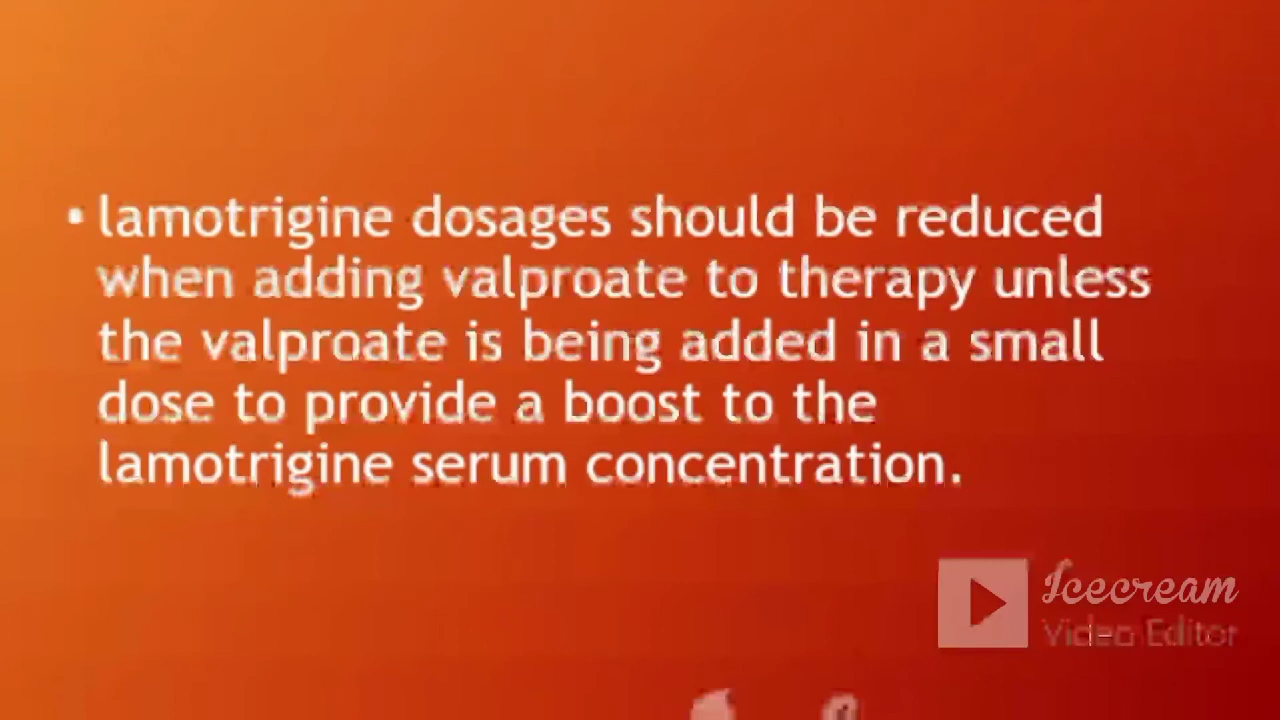 • lamotrigine dosages should be reduced
when adding valproate to therapy unless
the valproate is being added in a small
dose to provide a boost to the
lamotrigine serum concentration.
Icecream
Video Editor